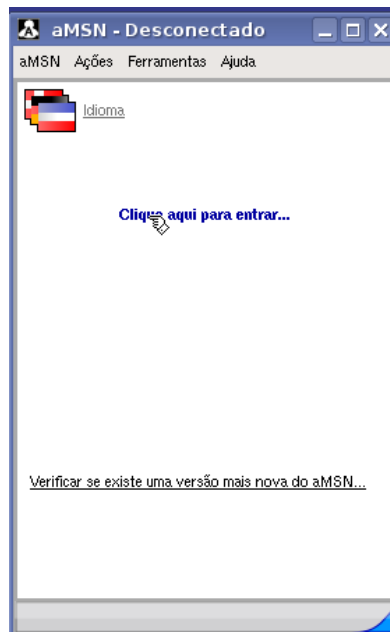 aMSN - Desconectado
aMSN Ações Ferramentas Ajuda
Idioma
Clique aqui para entrar...
Verificar se existe uma versão mais nova do aMSN...